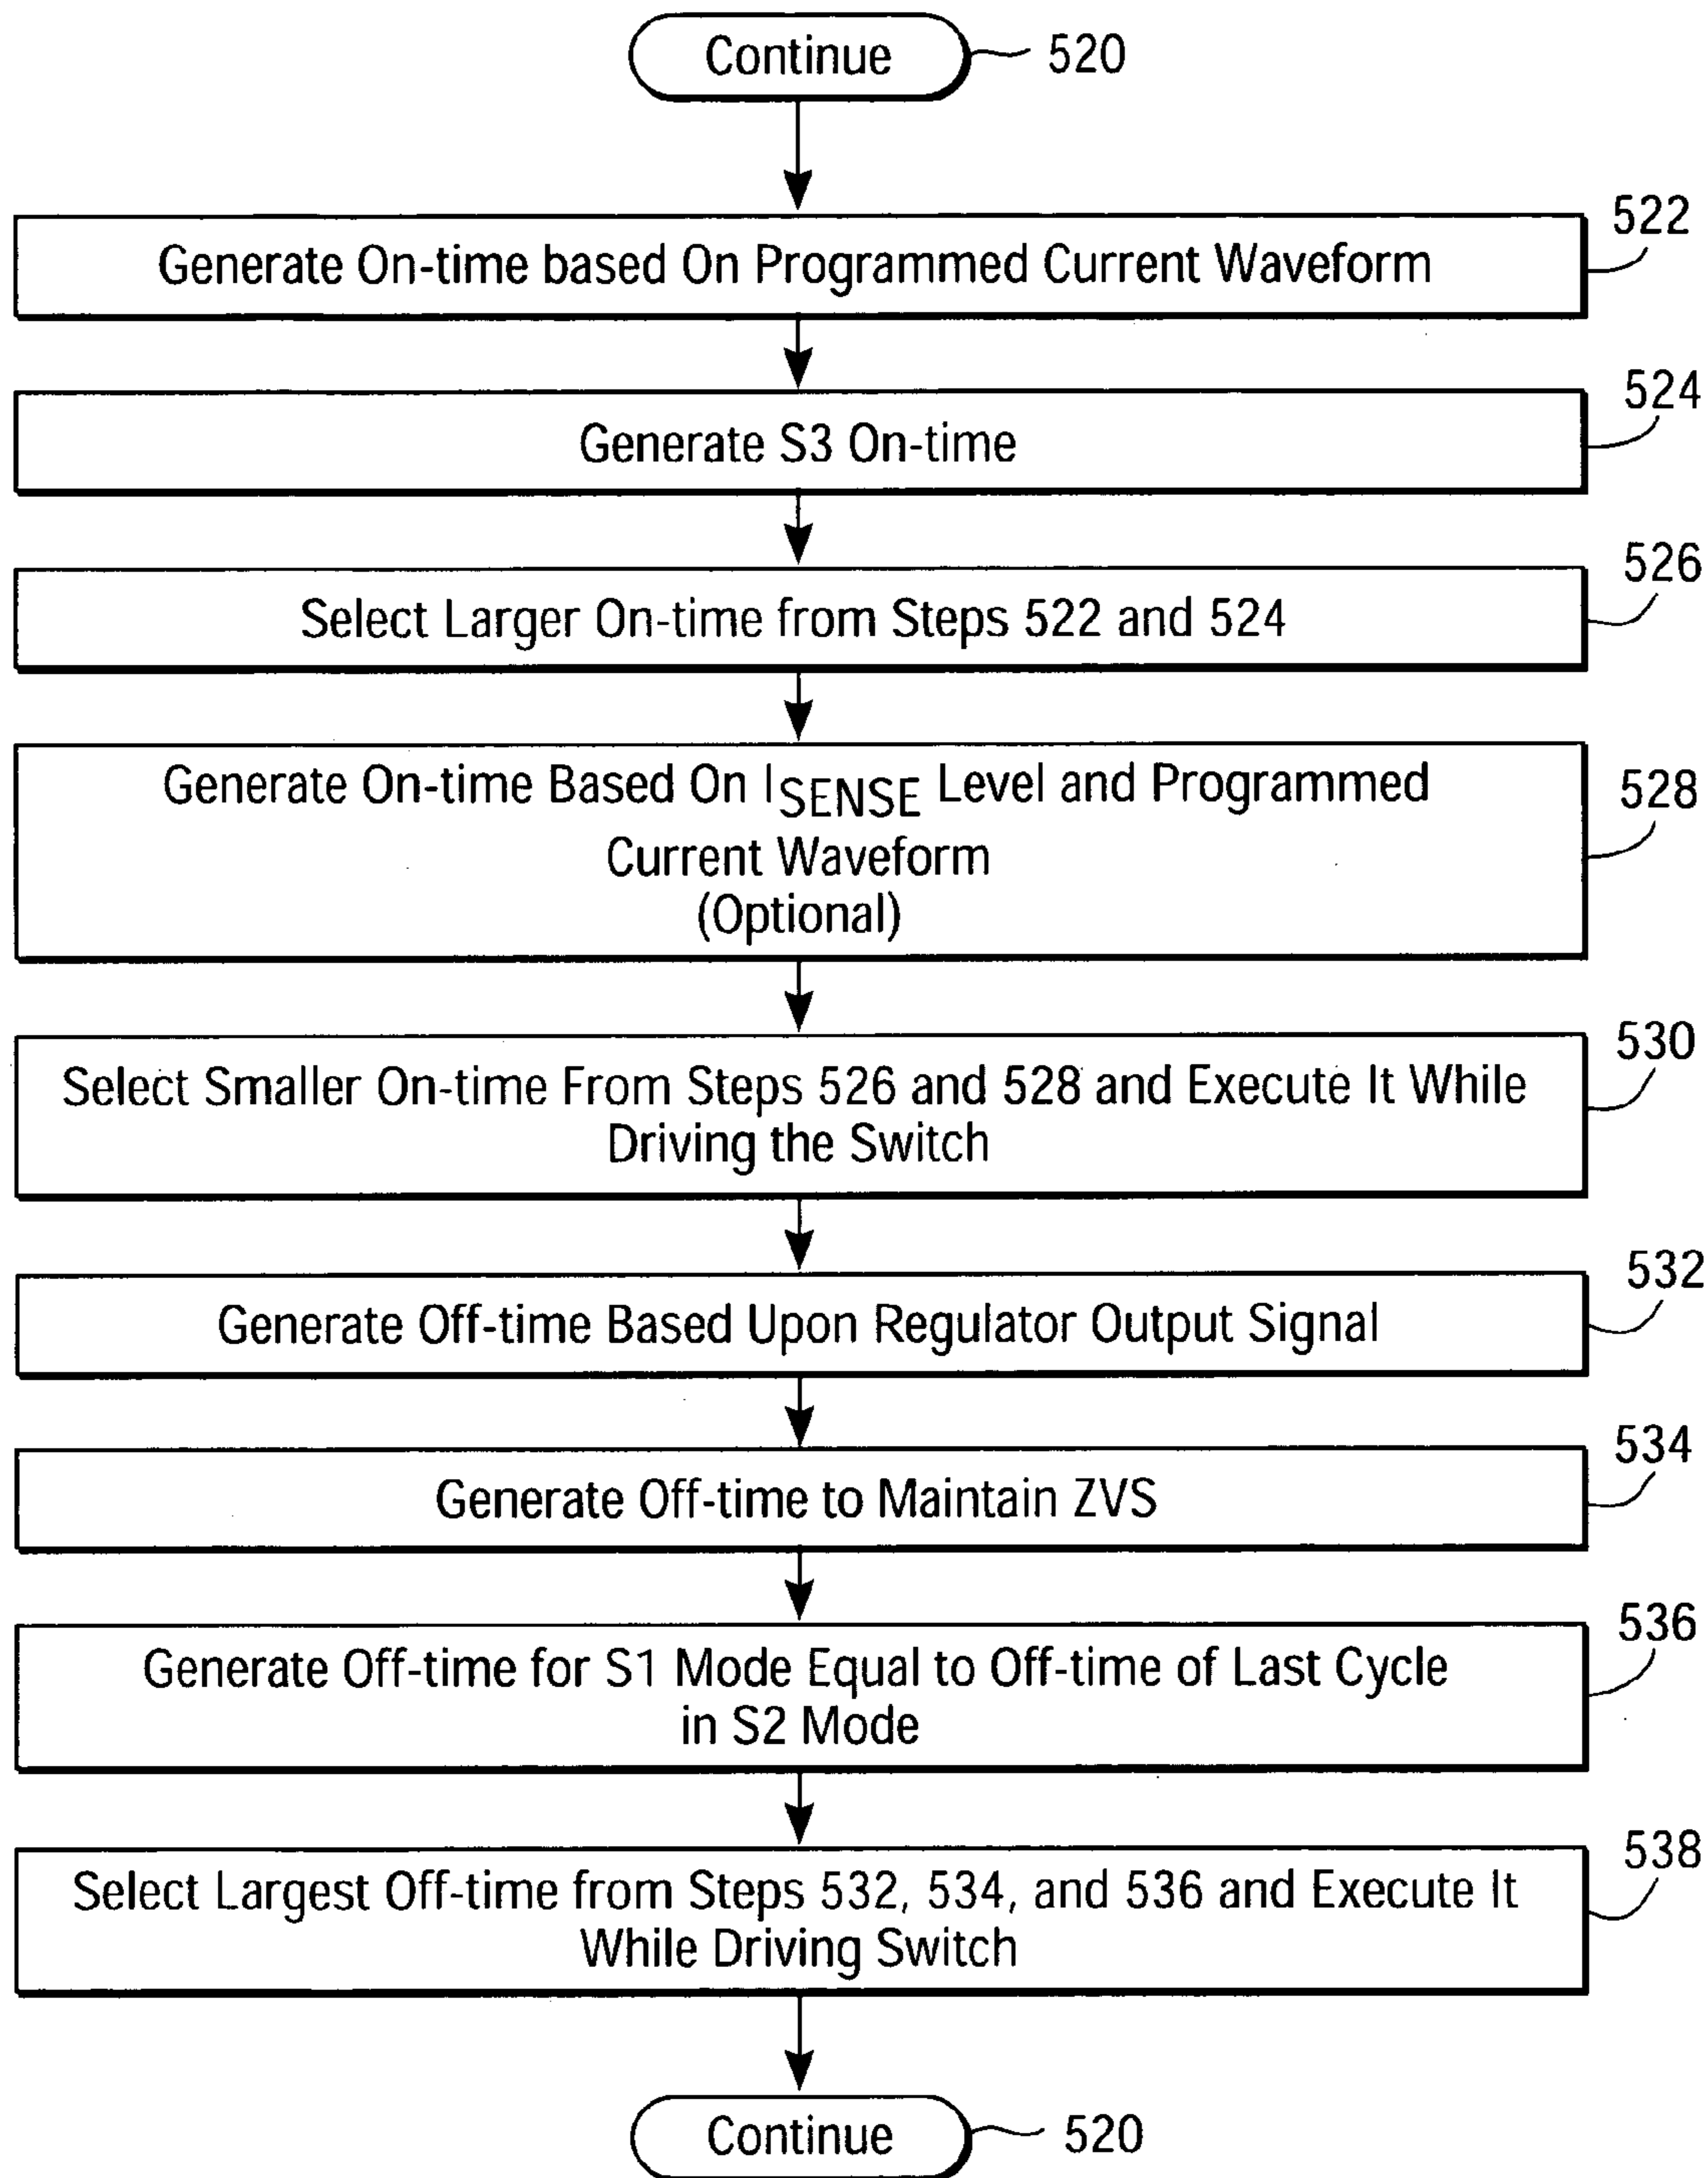 Continue
520
Generate On-time based On Programmed Current Waveform
522
Generate S3 On-time
524
Select Larger On-time from Steps 522 and 524
526
Generate On-time Based On ISENSE Level and Programmed
Current Waveform
(Optional)
528
Select Smaller On-time From Steps 526 and 528 and Execute It While
Driving the Switch
530
Generate Off-time Based Upon Regulator Output Signal
532
Generate Off-time to Maintain ZVS
534
Generate Off-time for S1 Mode Equal to Off-time of Last Cycle
in S2 Mode
536
Select Largest Off-time from Steps 532, 534, and 536 and Execute It
While Driving Switch
538
Continue
520